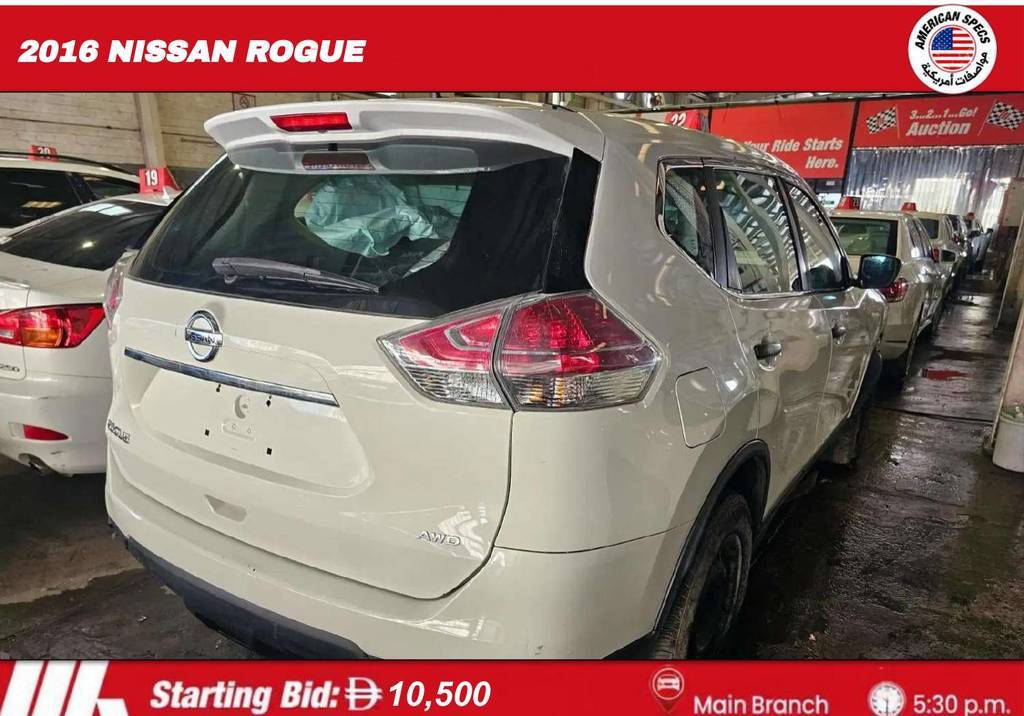 2016 NISSAN ROGUE
AMERICAN SPECS
مواصفات أمريكية
22
3...2...1...Go!
Auction
Your Ride Starts
Here.
20
19
NISSAN
ROGUE
AWD
250
Starting Bid: 10,500
Main Branch
5:30 p.m.